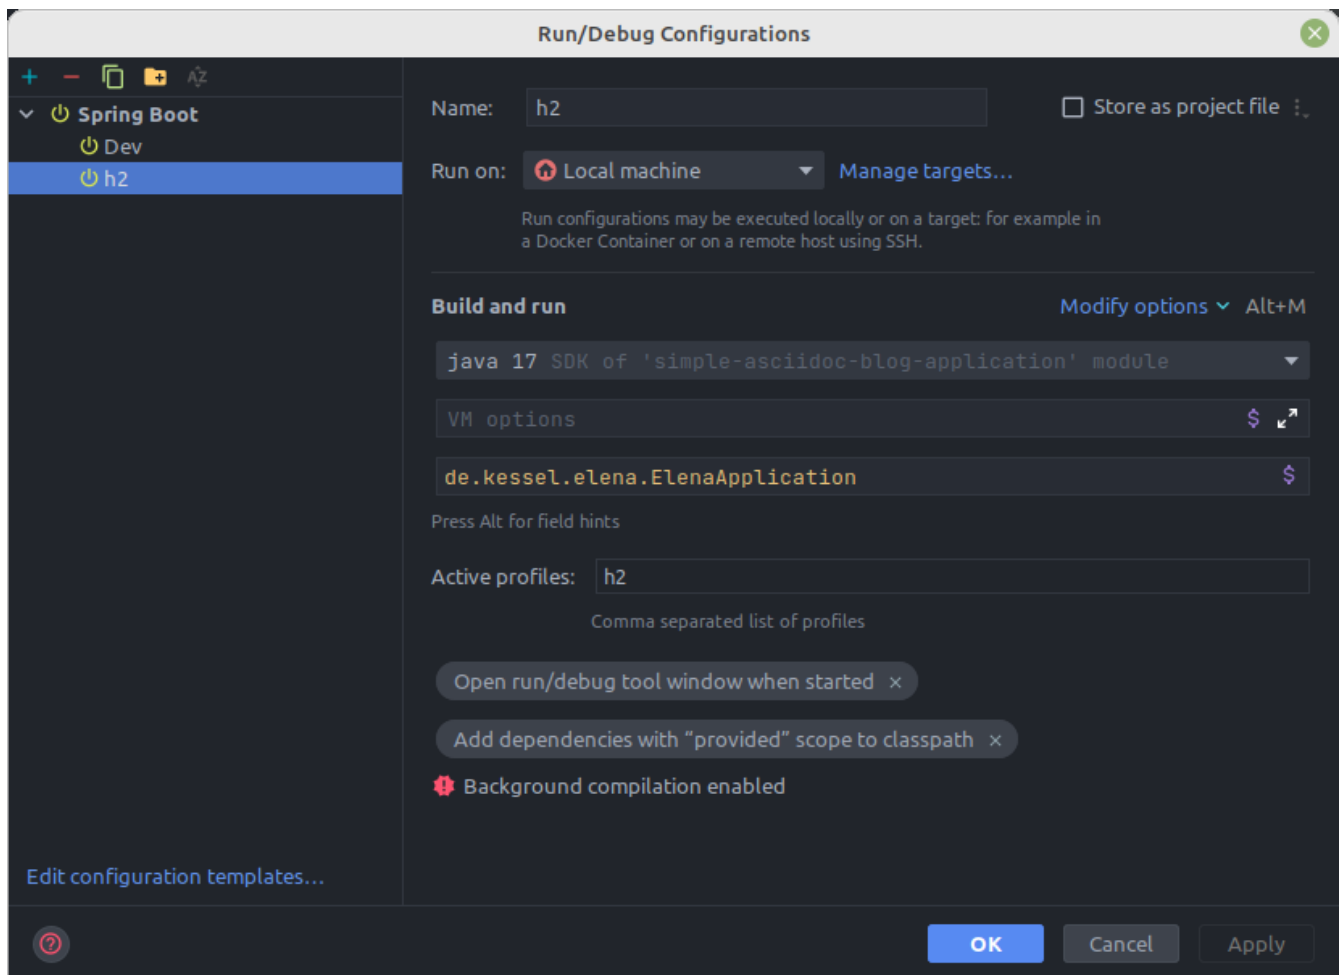 Run/Debug Configurations
Spring Boot
Dev
h2
Edit configuration templates...
Name: h2
Store as project file
Run on: Local machine Manage targets...
Run configurations may be executed locally or on a target: for example in
a Docker Container or on a remote host using SSH.
Build and run
Modify options Alt+M
java 17 SDK of 'simple-asciidoc-blog-application' module
VM options
de.kessel.elena.ElenaApplication
Press Alt for field hints
Active profiles: h2
Comma separated list of profiles
Open run/debug tool window when started ×
Add dependencies with “provided” scope to classpath ×
Background compilation enabled
OK Cancel Apply